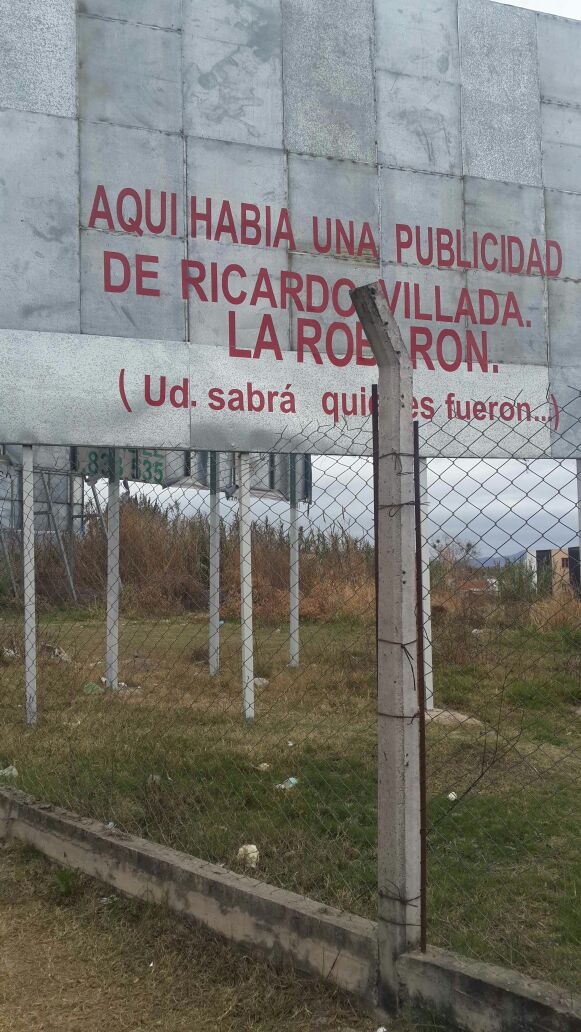 AQUI HABIA UNA PUBLICIDAD
DE RICARDO VILLADA.
LA ROBARON.
( Ud. sabrá quienes fueron...)